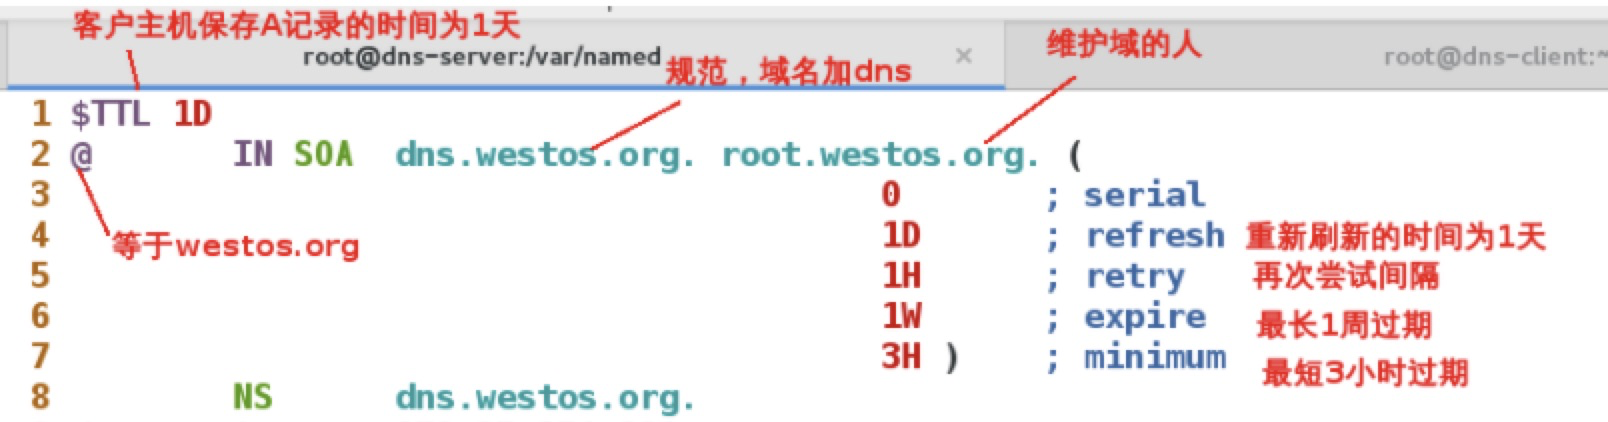 客户主机保存A记录的时间为1天
root@dns-server:/var/named
规范，域名加dns
×
维护域的人
root@dns-client:~
1 $TTL 1D
2 @ IN SOA dns.westos.org. root.westos.org. (
3 0 ; serial
等于westos.org
4 1D ; refresh 重新刷新的时间为1天
5 1H ; retry 再次尝试间隔
6 1W ; expire 最长1周过期
7 3H ) ; minimum 最短3小时过期
8 NS dns.westos.org.